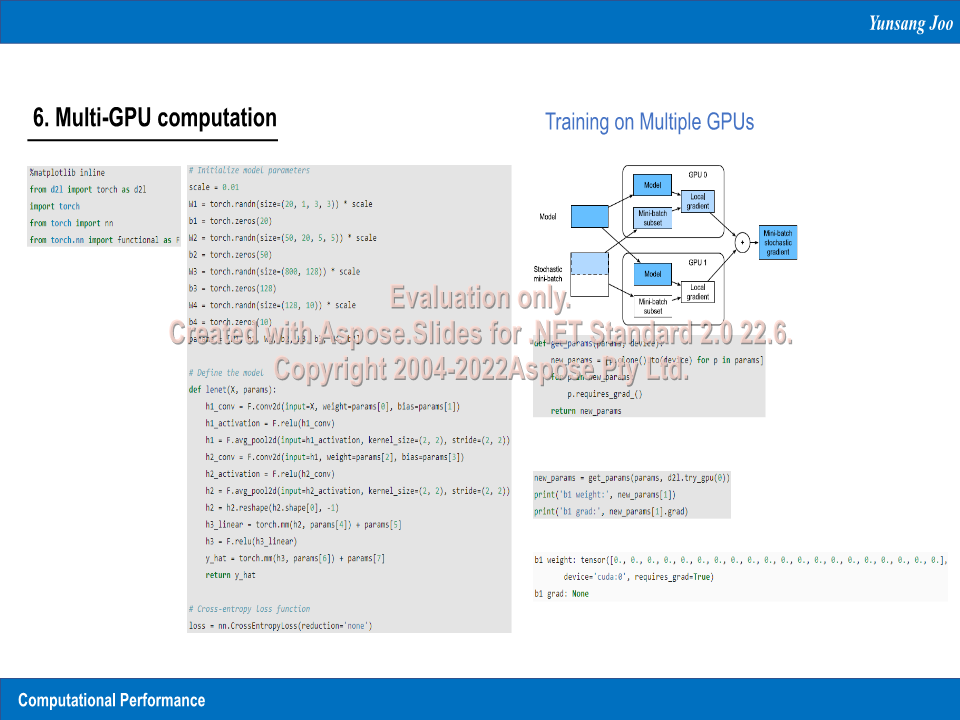 Yunsang Joo
6. Multi-GPU computation
Training on Multiple GPUs
%matplotlib inline
from d2l import torch as d2l
import torch
from torch import nn
from torch.nn import functional as F
# Initialize model parameters
scale = 0.01
W1 = torch.randn(size=(20, 1, 3, 3)) * scale
b1 = torch.zeros(20)
W2 = torch.randn(size=(50, 20, 5, 5)) * scale
b2 = torch.zeros(50)
W3 = torch.randn(size=(800, 128)) * scale
b3 = torch.zeros(128)
W4 = torch.randn(size=(128, 10)) * scale
b4 = torch.zeros(10)
# Define the model
def lenet(X, params):
h1_conv = F.conv2d(input=X, weight=params[0], bias=params[1])
h1_activation = F.relu(h1_conv)
h1 = F.avg_pool2d(input=h1_activation, kernel_size=(2, 2), stride=(2, 2))
h2_conv = F.conv2d(input=h1, weight=params[2], bias=params[3])
h2_activation = F.relu(h2_conv)
h2 = F.avg_pool2d(input=h2_activation, kernel_size=(2, 2), stride=(2, 2))
h2 = h2.reshape(h2.shape[0], -1)
h3_linear = torch.mm(h2, params[4]) + params[5]
h3 = F.relu(h3_linear)
y_hat = torch.mm(h3, params[6]) + params[7]
return y_hat
# Cross-entropy loss function
loss = nn.CrossEntropyLoss(reduction='none')
GPU 0
Model
Local
gradient
Mini-batch
subset
Model
Mini-batch
stochastic
gradient
+
GPU 1
Stochastic
mini-batch
Model
Local
gradient
Mini-batch
subset
Evaluation only.
Created with Aspose.Slides for .NET Standard 2.0 22.6.
Copyright 2004-2022Aspose Pty Ltd.
def get_params(params, device):
new_params = [p.clone().to(device) for p in params]
for p in new_params:
p.requires_grad_()
return new_params
new_params = get_params(params, d2l.try_gpu(0))
print('b1 weight:', new_params[1])
print('b1 grad:', new_params[1].grad)
b1 weight: tensor([0., 0., 0., 0., 0., 0., 0., 0., 0., 0., 0., 0., 0., 0., 0., 0., 0., 0., 0., 0.],
device='cuda:0', requires_grad=True)
b1 grad: None
Computational Performance